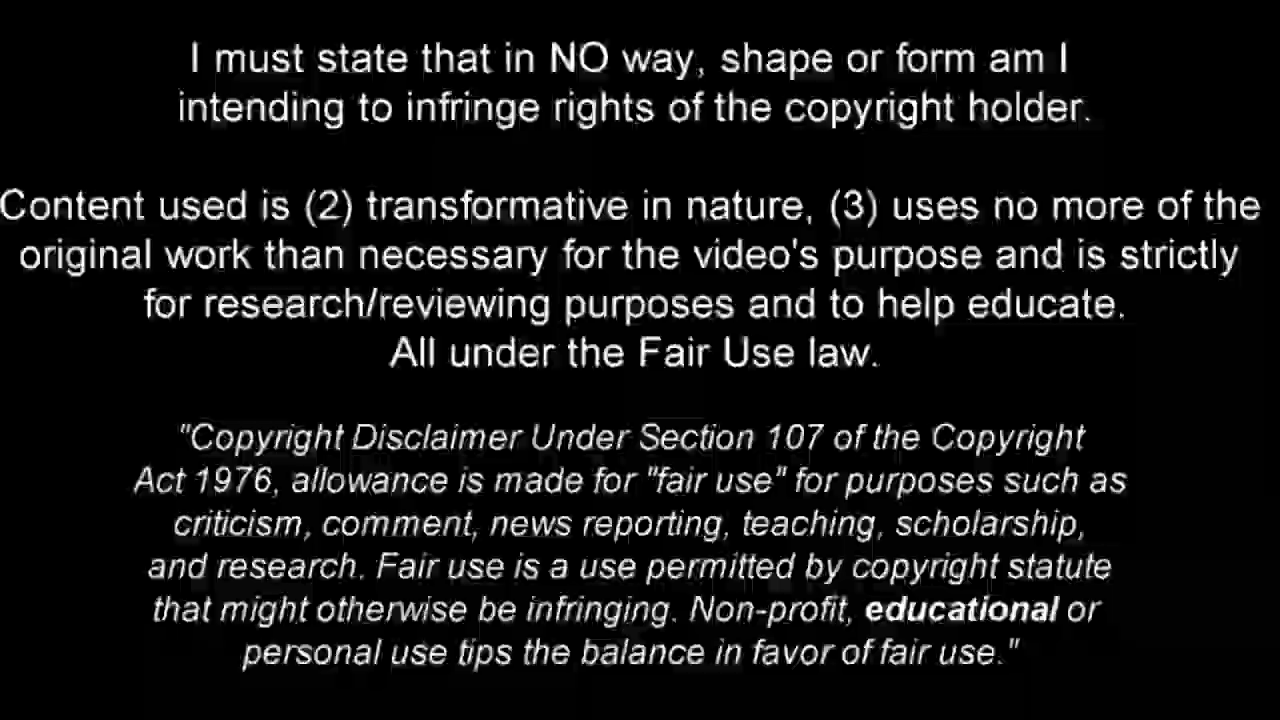 I must state that in NO way, shape or form am I
intending to infringe rights of the copyright holder.
Content used is (2) transformative in nature, (3) uses no more of the
original work than necessary for the video's purpose and is strictly
for research/reviewing purposes and to help educate.
All under the Fair Use law.
"Copyright Disclaimer Under Section 107 of the Copyright
Act 1976, allowance is made for "fair use" for purposes such as
criticism, comment, news reporting, teaching, scholarship,
and research. Fair use is a use permitted by copyright statute
that might otherwise be infringing. Non-profit, educational or
personal use tips the balance in favor of fair use."